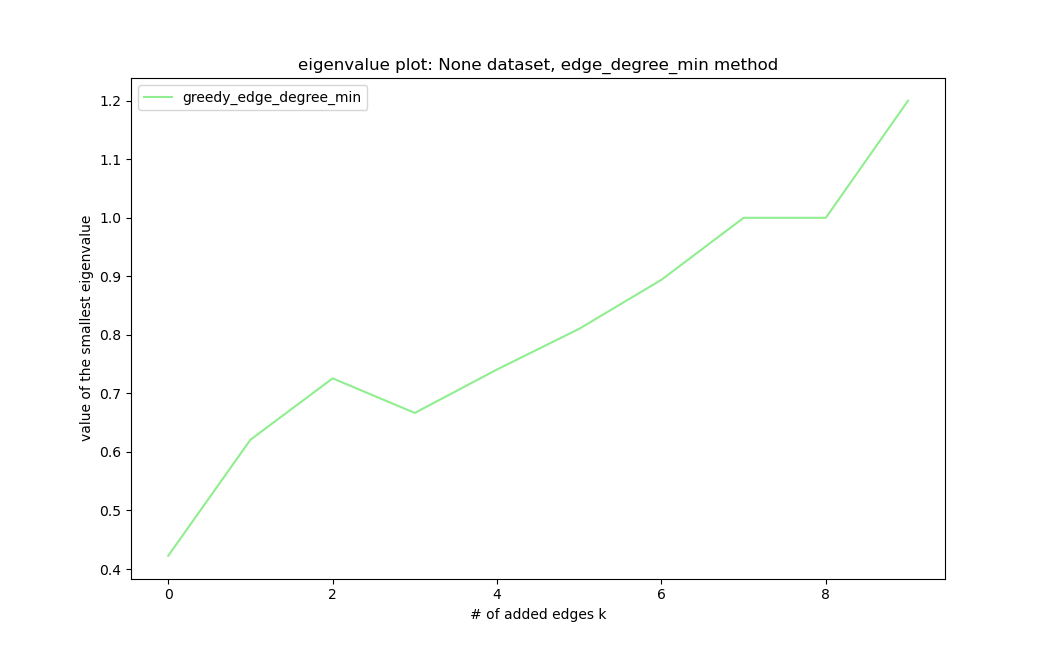 eigenvalue plot: None dataset, edge_degree_min method
greedy_edge_degree_min
value of the smallest eigenvalue
1.2
1.1
1.0
0.9
0.8
0.7
0.6
0.5
0.4
0 2 4 6 8
# of added edges k